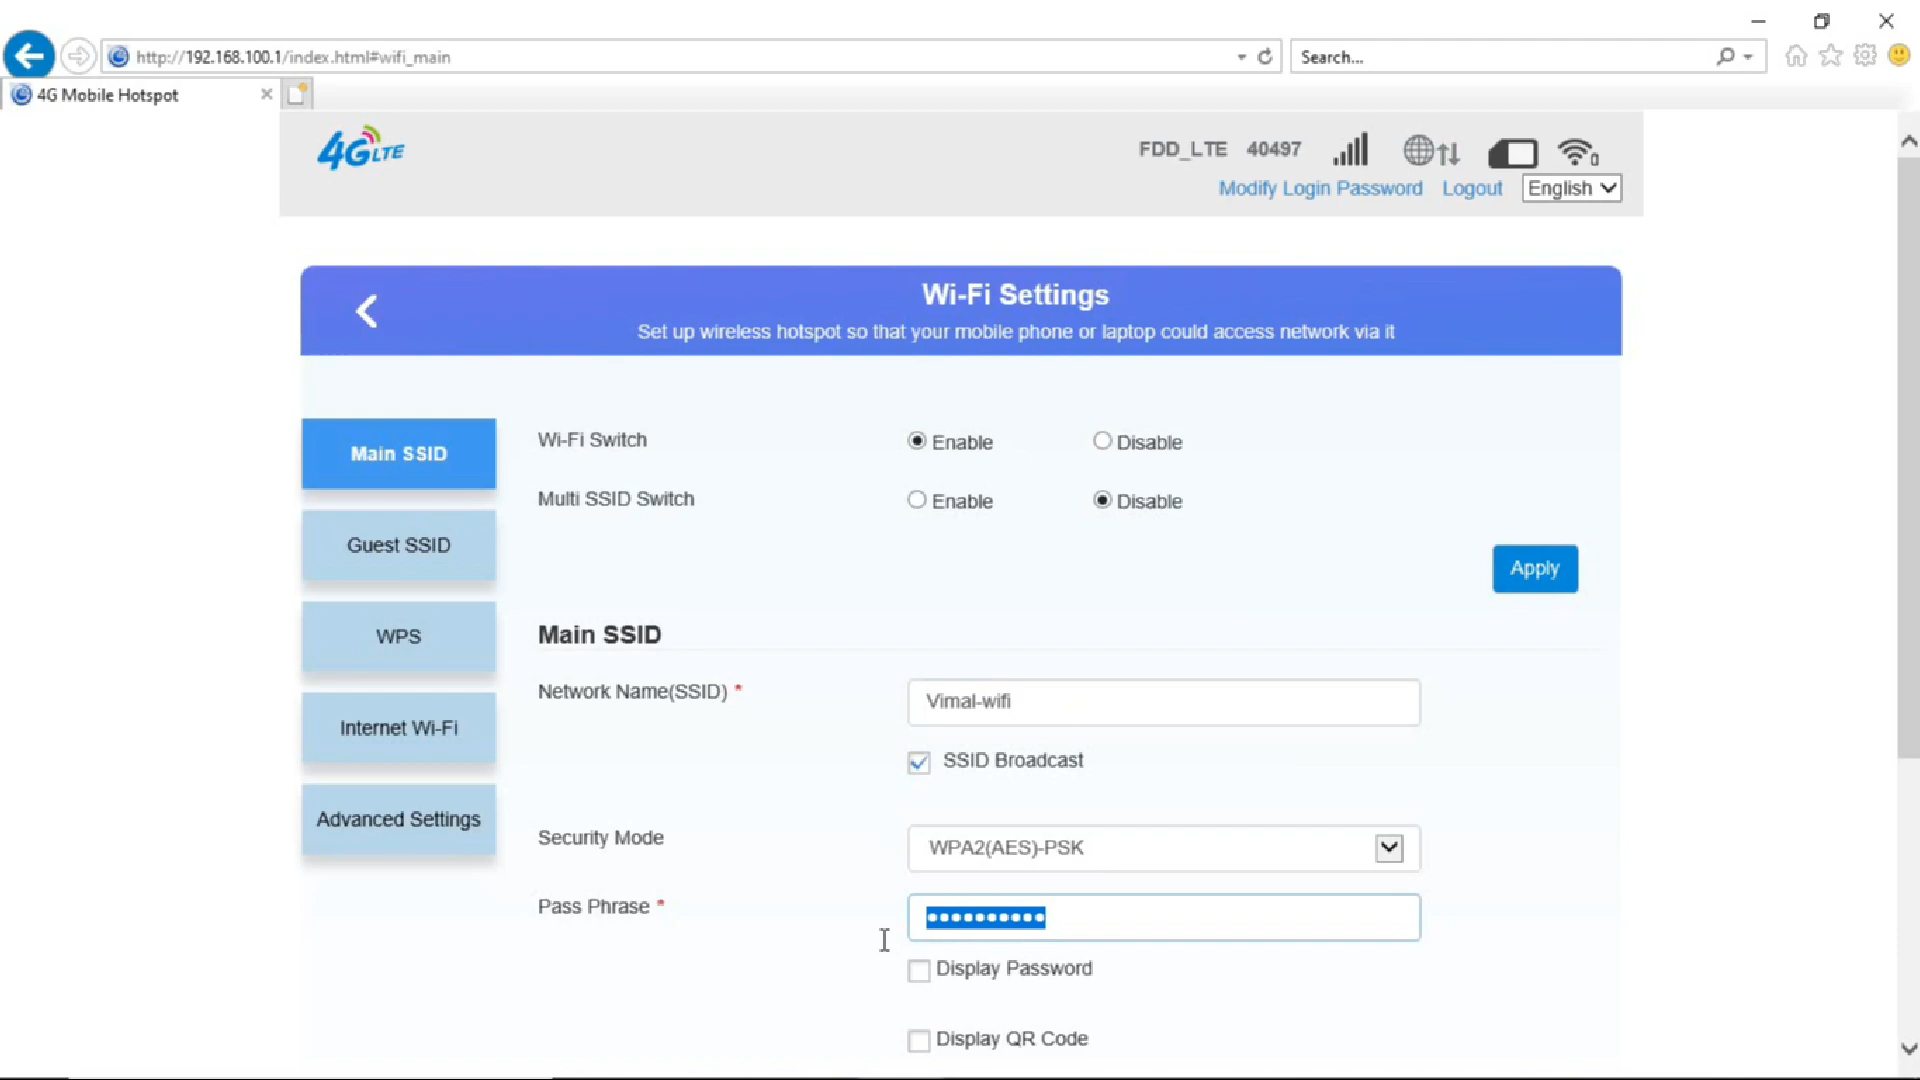 http://192.168.100.1/index.html#wifi_main
Search...
4G Mobile Hotspot
4G LTE
FDD_LTE 40497
Modify Login Password Logout English
Wi-Fi Settings
Set up wireless hotspot so that your mobile phone or laptop could access network via it
Main SSID
Guest SSID
WPS
Internet Wi-Fi
Advanced Settings
Wi-Fi Switch Enable Disable
Multi SSID Switch Enable Disable
Apply
Main SSID
Network Name(SSID) * Vimal-wifi
SSID Broadcast
Security Mode WPA2(AES)-PSK
Pass Phrase * ••••••••••
Display Password
Display QR Code